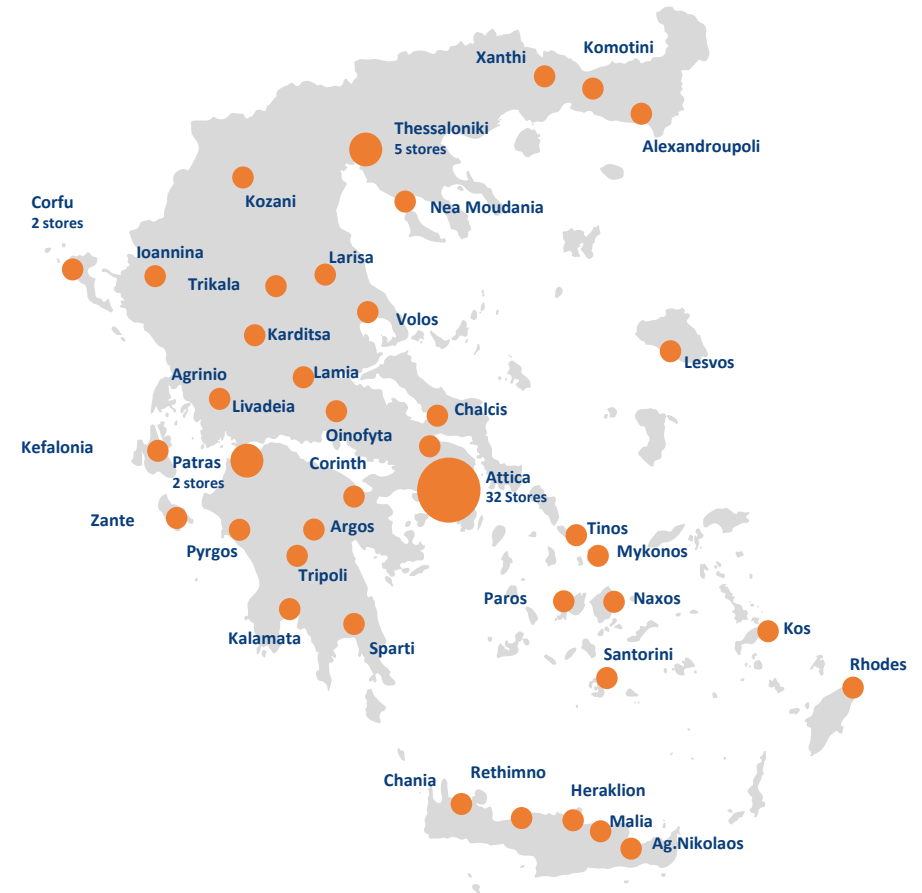 Komotini
Xanthi
Thessaloniki
5 stores
Alexandroupoli
Kozani
Nea Moudania
Corfu
2 stores
Ioannina
Larisa
Trikala
Volos
Karditsa
Lesvos
Agrinio
Lamia
Livadeia
Chalcis
Oinofyta
Kefalonia
Patras
2 stores
Corinth
Attica
32 Stores
Zante
Argos
Tinos
Pyrgos
Mykonos
Tripoli
Paros
Naxos
Kos
Kalamata
Sparti
Santorini
Rhodes
Rethimno
Chania
Heraklion
Malia
Ag.Nikolaos